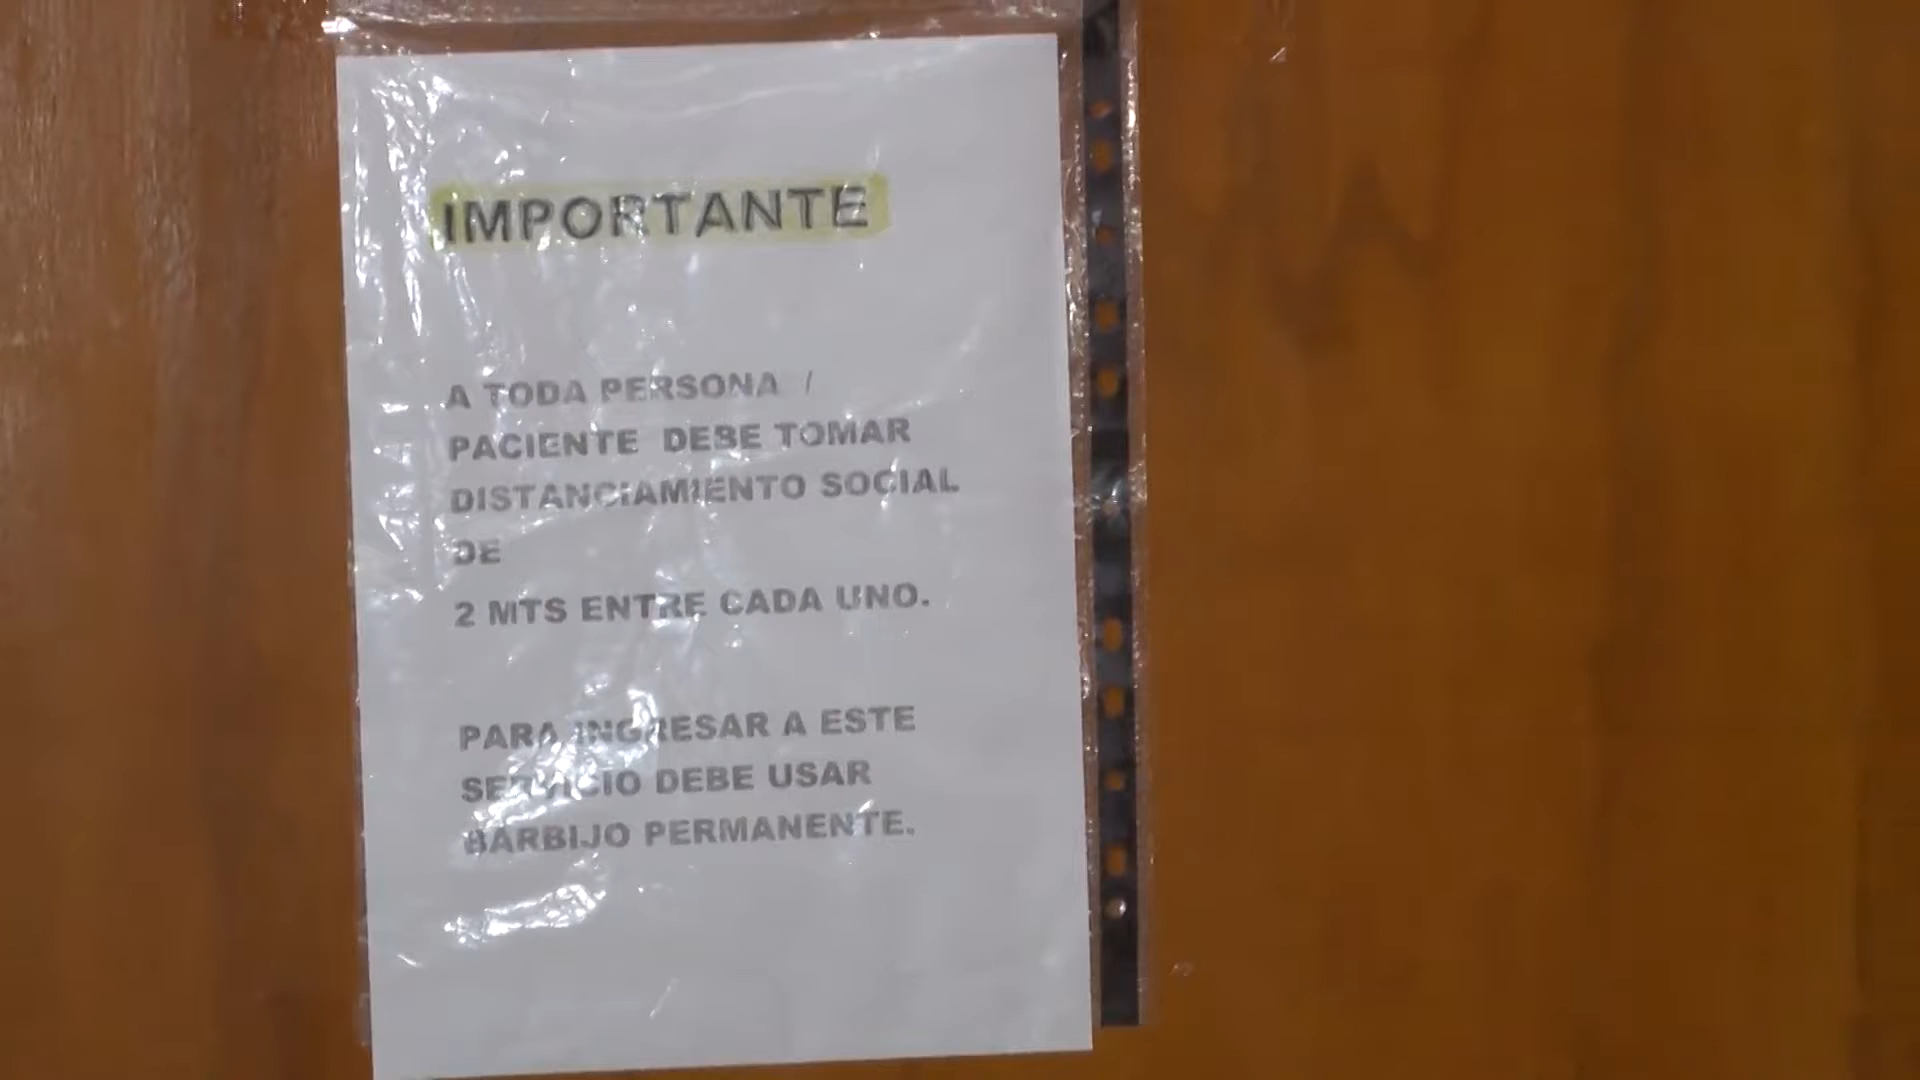 IMPORTANTE
A TODA PERSONA /
PACIENTE DEBE TOMAR
DISTANCIAMIENTO SOCIAL
DE
2 MTS ENTRE CADA UNO.
PARA INGRESAR A ESTE
SERVICIO DEBE USAR
BARBIJO PERMANENTE.